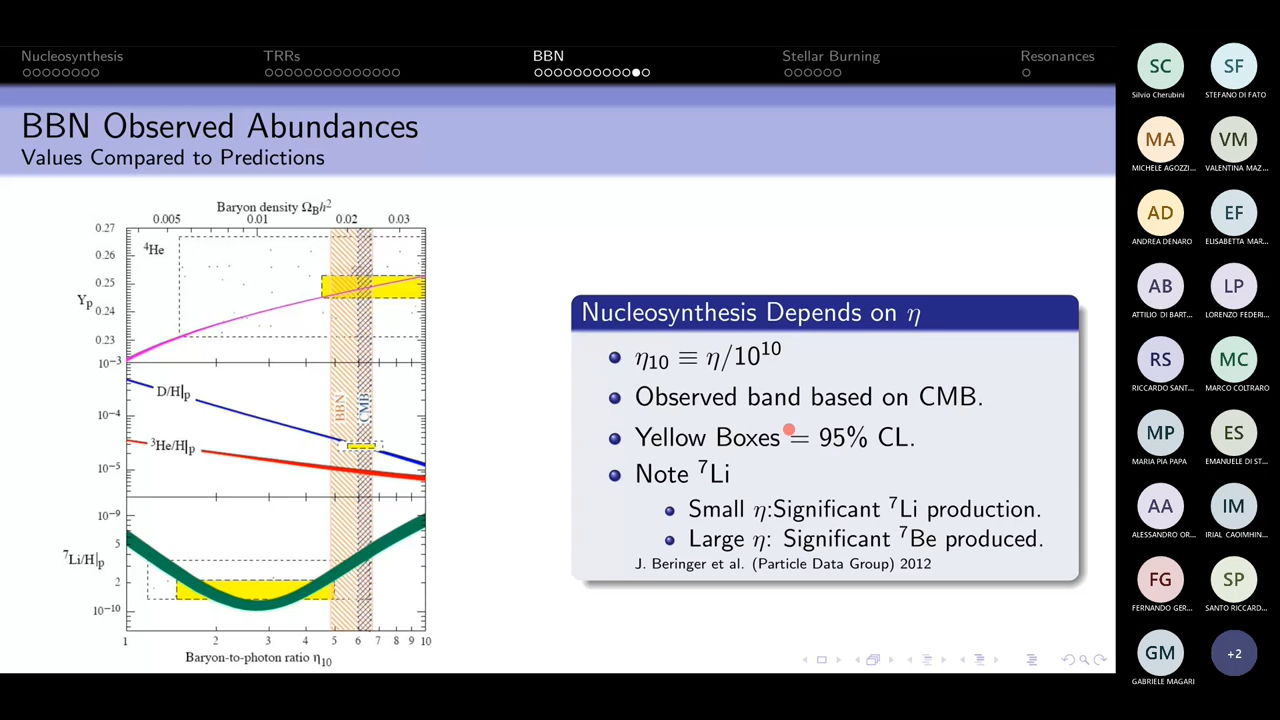 Nucleosynthesis TRRs BBN Stellar Burning Resonances
BBN Observed Abundances
Values Compared to Predictions
Baryon density Ω_B h²
0.005 0.01 0.02 0.03
0.27
⁴He
0.26
0.25
Y_p
0.24
0.23
10⁻³
D/H|_p
BBN
CMB
10⁻⁴
³He/H|_p
10⁻⁵
10⁻⁹
5
⁷Li/H|_p
2
10⁻¹⁰
1 2 3 4 5 6 7 8 9 10
Baryon-to-photon ratio η₁₀
Nucleosynthesis Depends on η
η₁₀ ≡ η/10¹⁰
Observed band based on CMB.
Yellow Boxes = 95% CL.
Note ⁷Li
Small η:Significant ⁷Li production.
Large η: Significant ⁷Be produced.
J. Beringer et al. (Particle Data Group) 2012
SC SF
Silvio Cherubini STEFANO DI FATO
MA VM
MICHELE AGOZZI... VALENTINA MAZ...
AD EF
ANDREA DENARO ELISABETTA MAR...
AB LP
ATTILIO DI BART... LORENZO FEDERI...
RS MC
RICCARDO SANT... MARCO COLTRARO
MP ES
MARIA PIA PAPA EMANUELE DI ST...
AA IM
ALESSANDRO OR... IRIAL CAOIMHIN...
FG SP
FERNANDO GER... SANTO RICCARD...
GM +2
GABRIELE MAGARI